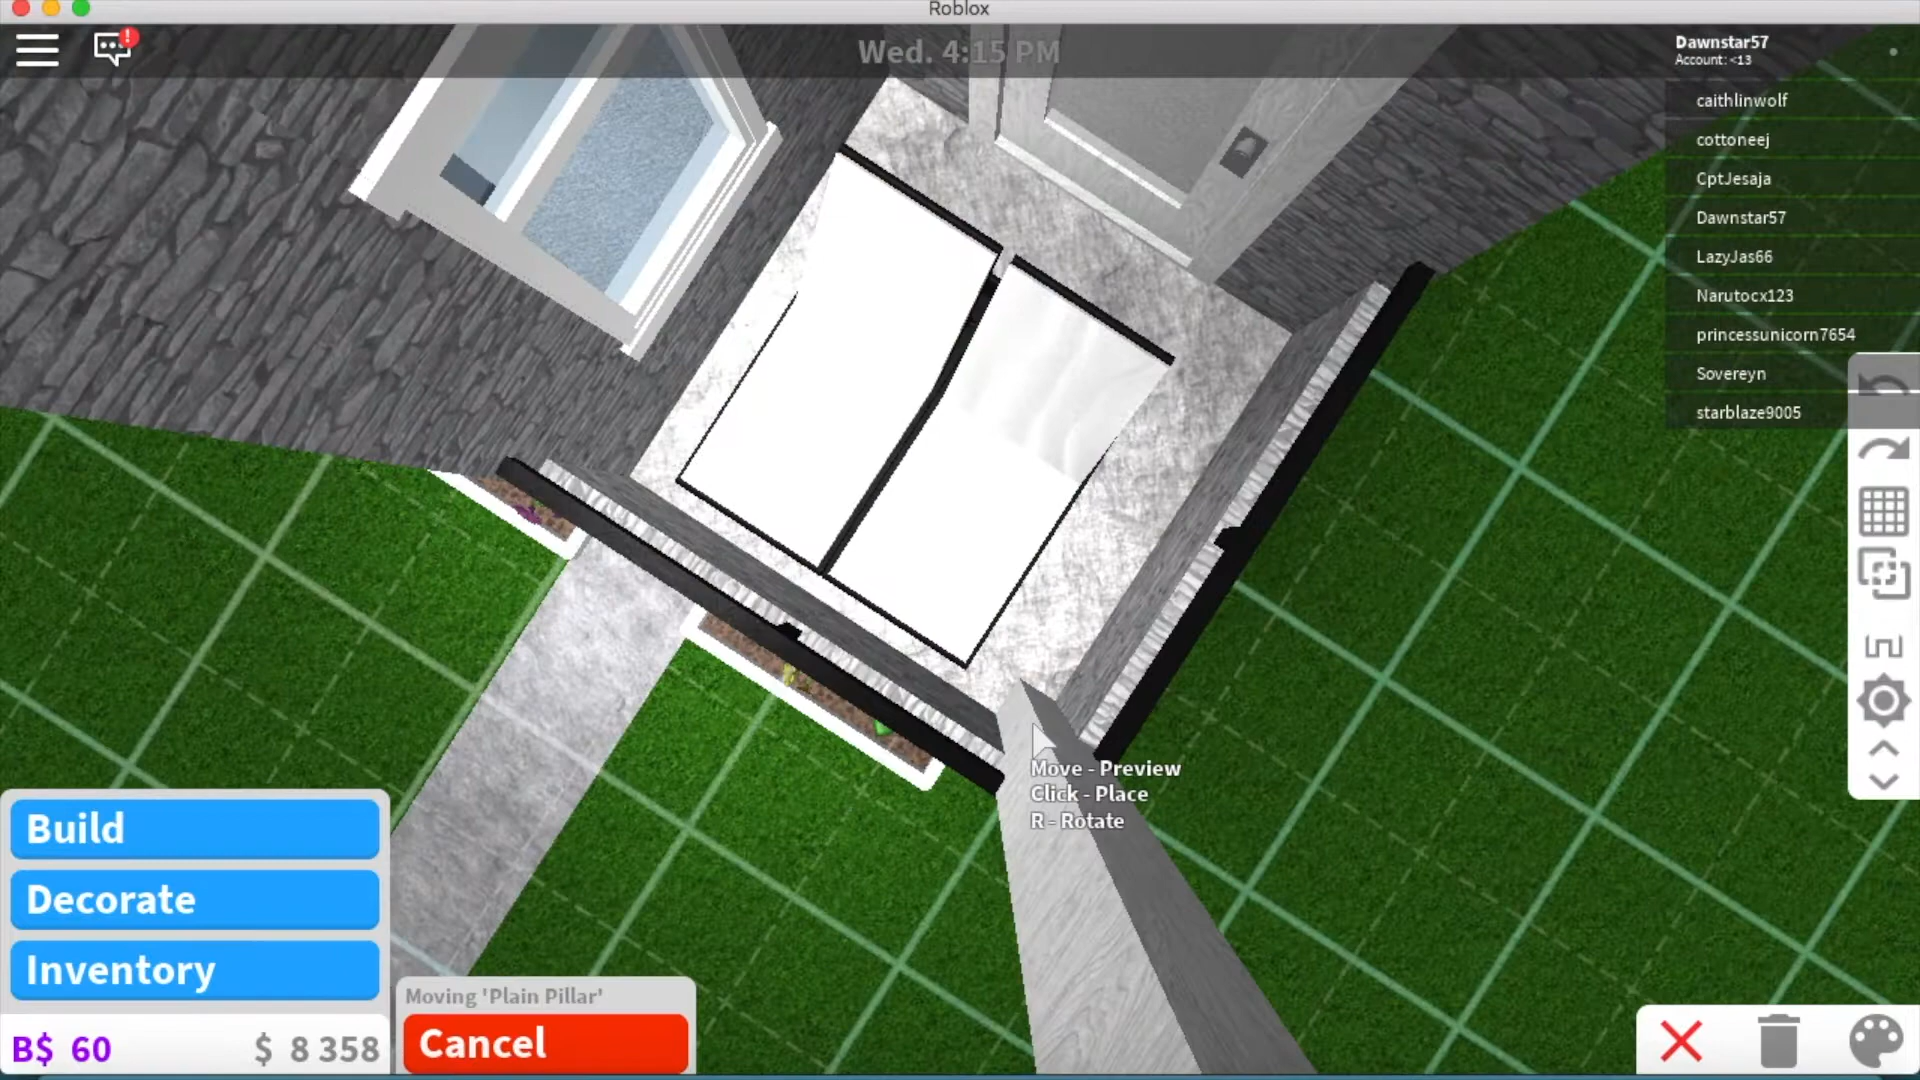 Roblox
Wed. 4:15 PM
!
Dawnstar57
Account: <13
caithlinwolf
cottoneej
CptJesaja
Dawnstar57
LazyJas66
Narutocx123
princessunicorn7654
Sovereyn
starblaze9005
Move - Preview
Click - Place
R - Rotate
Build
Decorate
Inventory
B$ 60
$ 8 358
Moving 'Plain Pillar'
Cancel